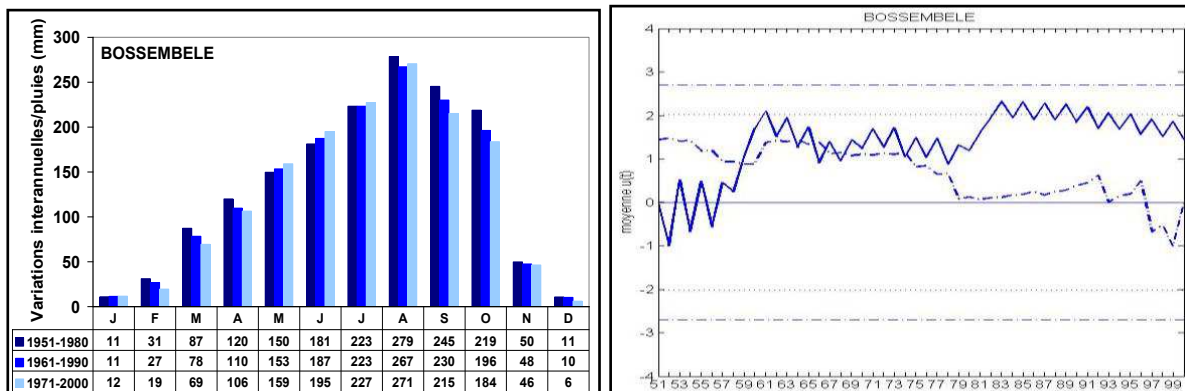 Variations interannuelles/pluies (mm)
BOSSEMBELE
300
250
200
150
100
50
0
J F M A M J J A S O N D
1951-1980 11 31 87 120 150 181 223 279 245 219 50 11
1961-1990 11 27 78 110 153 187 223 267 230 196 48 10
1971-2000 12 19 69 106 159 195 227 271 215 184 46 6
BOSSEMBELE
moyenne u(t)
4
3
2
1
0
-1
-2
-3
-4
51 53 55 57 59 61 63 65 67 69 71 73 75 77 79 81 83 85 87 89 91 93 95 97 99